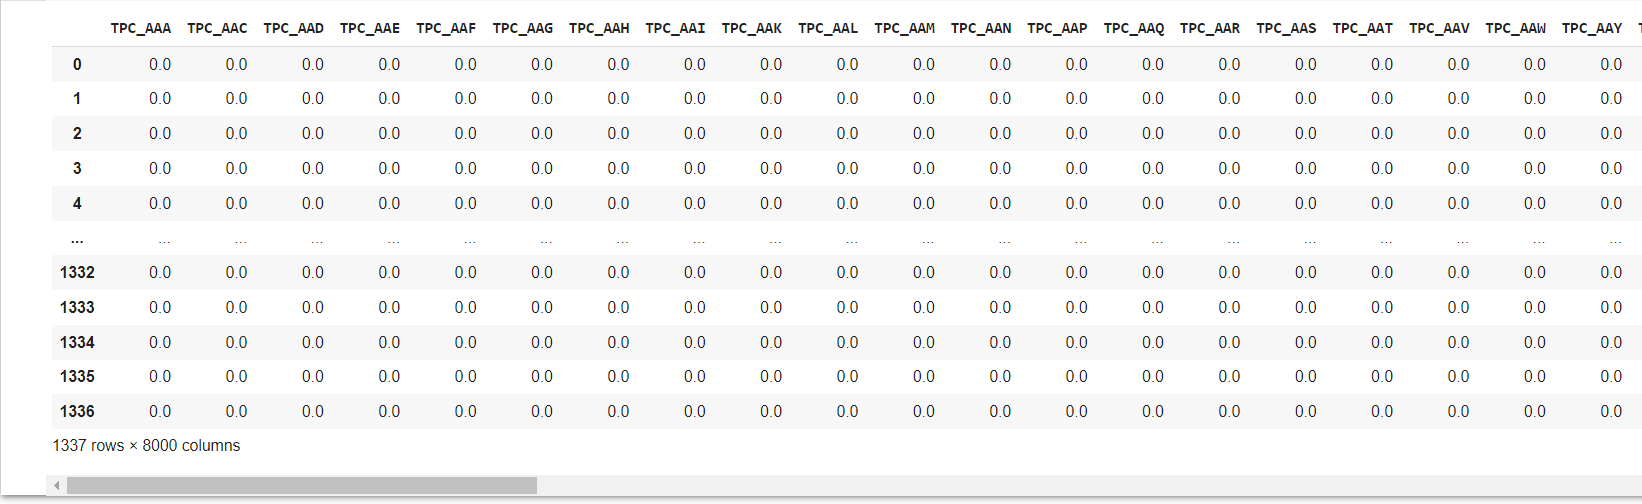 TPC_AAA TPC_AAC TPC_AAD TPC_AAE TPC_AAF TPC_AAG TPC_AAH TPC_AAI TPC_AAK TPC_AAL TPC_AAM TPC_AAN TPC_AAP TPC_AAQ TPC_AAR TPC_AAS TPC_AAT TPC_AAV TPC_AAW TPC_AAY
0 0.0 0.0 0.0 0.0 0.0 0.0 0.0 0.0 0.0 0.0 0.0 0.0 0.0 0.0 0.0 0.0 0.0 0.0 0.0 0.0
1 0.0 0.0 0.0 0.0 0.0 0.0 0.0 0.0 0.0 0.0 0.0 0.0 0.0 0.0 0.0 0.0 0.0 0.0 0.0 0.0
2 0.0 0.0 0.0 0.0 0.0 0.0 0.0 0.0 0.0 0.0 0.0 0.0 0.0 0.0 0.0 0.0 0.0 0.0 0.0 0.0
3 0.0 0.0 0.0 0.0 0.0 0.0 0.0 0.0 0.0 0.0 0.0 0.0 0.0 0.0 0.0 0.0 0.0 0.0 0.0 0.0
4 0.0 0.0 0.0 0.0 0.0 0.0 0.0 0.0 0.0 0.0 0.0 0.0 0.0 0.0 0.0 0.0 0.0 0.0 0.0 0.0
... ... ... ... ... ... ... ... ... ... ... ... ... ... ... ... ... ... ... ... ...
1332 0.0 0.0 0.0 0.0 0.0 0.0 0.0 0.0 0.0 0.0 0.0 0.0 0.0 0.0 0.0 0.0 0.0 0.0 0.0 0.0
1333 0.0 0.0 0.0 0.0 0.0 0.0 0.0 0.0 0.0 0.0 0.0 0.0 0.0 0.0 0.0 0.0 0.0 0.0 0.0 0.0
1334 0.0 0.0 0.0 0.0 0.0 0.0 0.0 0.0 0.0 0.0 0.0 0.0 0.0 0.0 0.0 0.0 0.0 0.0 0.0 0.0
1335 0.0 0.0 0.0 0.0 0.0 0.0 0.0 0.0 0.0 0.0 0.0 0.0 0.0 0.0 0.0 0.0 0.0 0.0 0.0 0.0
1336 0.0 0.0 0.0 0.0 0.0 0.0 0.0 0.0 0.0 0.0 0.0 0.0 0.0 0.0 0.0 0.0 0.0 0.0 0.0 0.0
1337 rows × 8000 columns